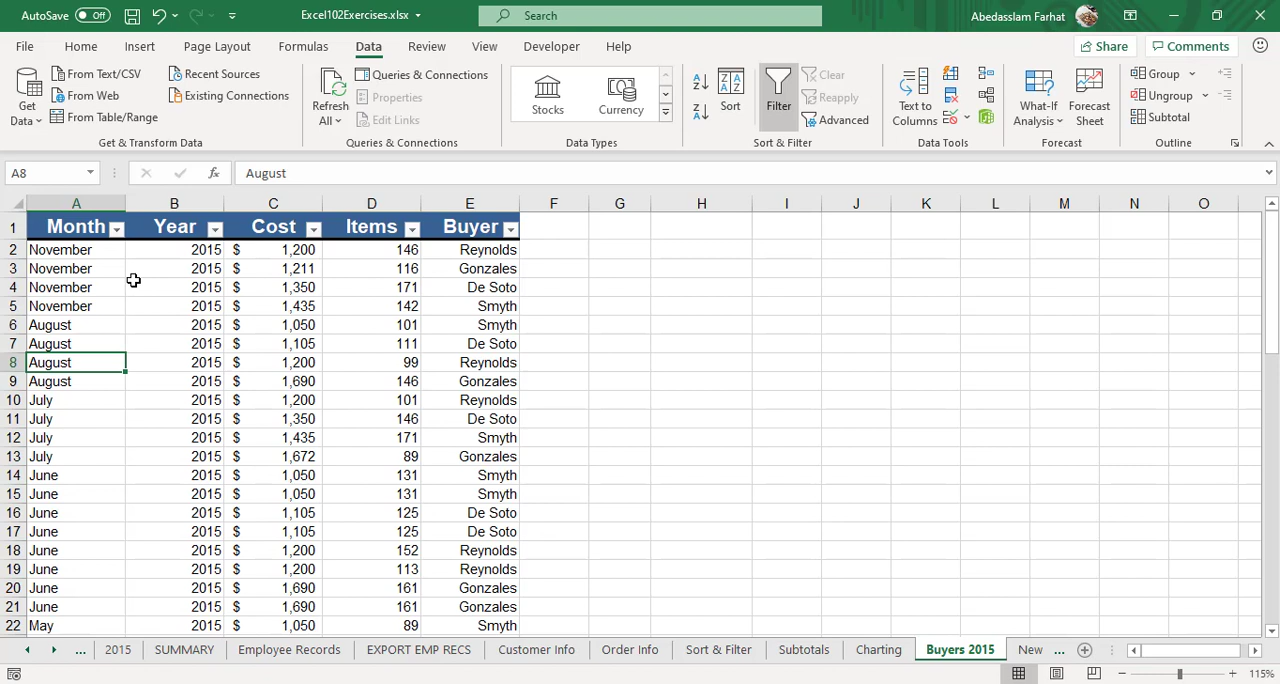 AutoSave Off Excel102Exercises.xlsx Search Abedasslam Farhat
File Home Insert Page Layout Formulas Data Review View Developer Help Share Comments
Get Data From Text/CSV From Web From Table/Range Recent Sources Existing Connections
Get & Transform Data
Refresh All Queries & Connections Properties Edit Links
Queries & Connections
Stocks Currency
Data Types
Sort Filter Clear Reapply Advanced
Sort & Filter
Text to Columns
Data Tools
What-If Analysis Forecast Sheet
Forecast
Group Ungroup Subtotal
Outline
A8 fx August
A B C D E F G H I J K L M N O
1 Month Year Cost Items Buyer
2 November 2015 $ 1,200 146 Reynolds
3 November 2015 $ 1,211 116 Gonzales
4 November 2015 $ 1,350 171 De Soto
5 November 2015 $ 1,435 142 Smyth
6 August 2015 $ 1,050 101 Smyth
7 August 2015 $ 1,105 111 De Soto
8 August 2015 $ 1,200 99 Reynolds
9 August 2015 $ 1,690 146 Gonzales
10 July 2015 $ 1,200 101 Reynolds
11 July 2015 $ 1,350 146 De Soto
12 July 2015 $ 1,435 171 Smyth
13 July 2015 $ 1,672 89 Gonzales
14 June 2015 $ 1,050 131 Smyth
15 June 2015 $ 1,050 131 Smyth
16 June 2015 $ 1,105 125 De Soto
17 June 2015 $ 1,105 125 De Soto
18 June 2015 $ 1,200 152 Reynolds
19 June 2015 $ 1,200 113 Reynolds
20 June 2015 $ 1,690 161 Gonzales
21 June 2015 $ 1,690 161 Gonzales
22 May 2015 $ 1,050 89 Smyth
... 2015 SUMMARY Employee Records EXPORT EMP RECS Customer Info Order Info Sort & Filter Subtotals Charting Buyers 2015 New ...
115%